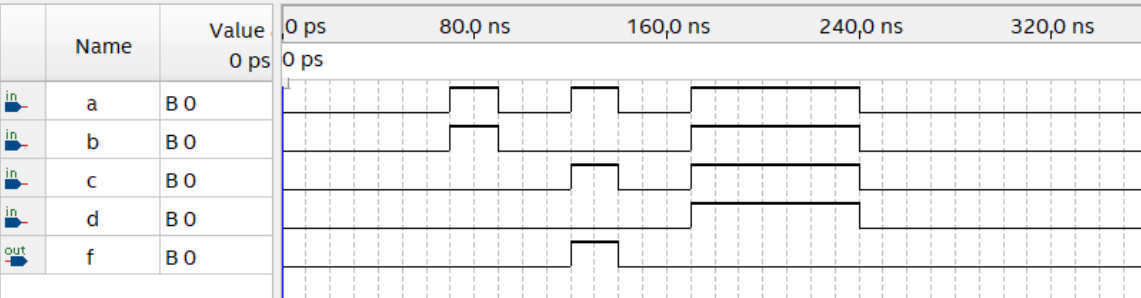 Name Value 0 ps 80.0 ns 160.0 ns 240.0 ns 320.0 ns
0 ps 0 ps
in a B 0
in b B 0
in c B 0
in d B 0
out f B 0